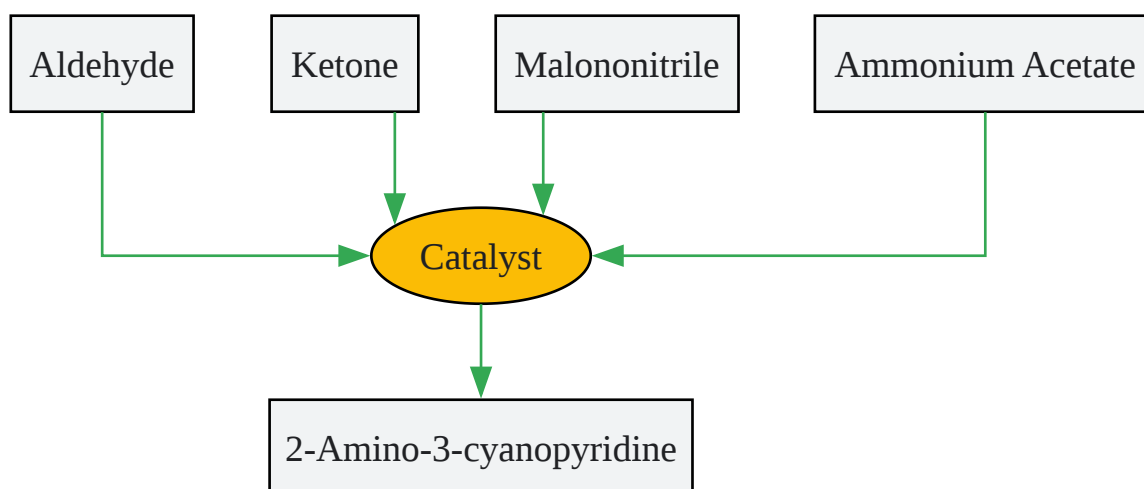 Aldehyde
Ketone
Malononitrile
Ammonium Acetate
Catalyst
2-Amino-3-cyanopyridine